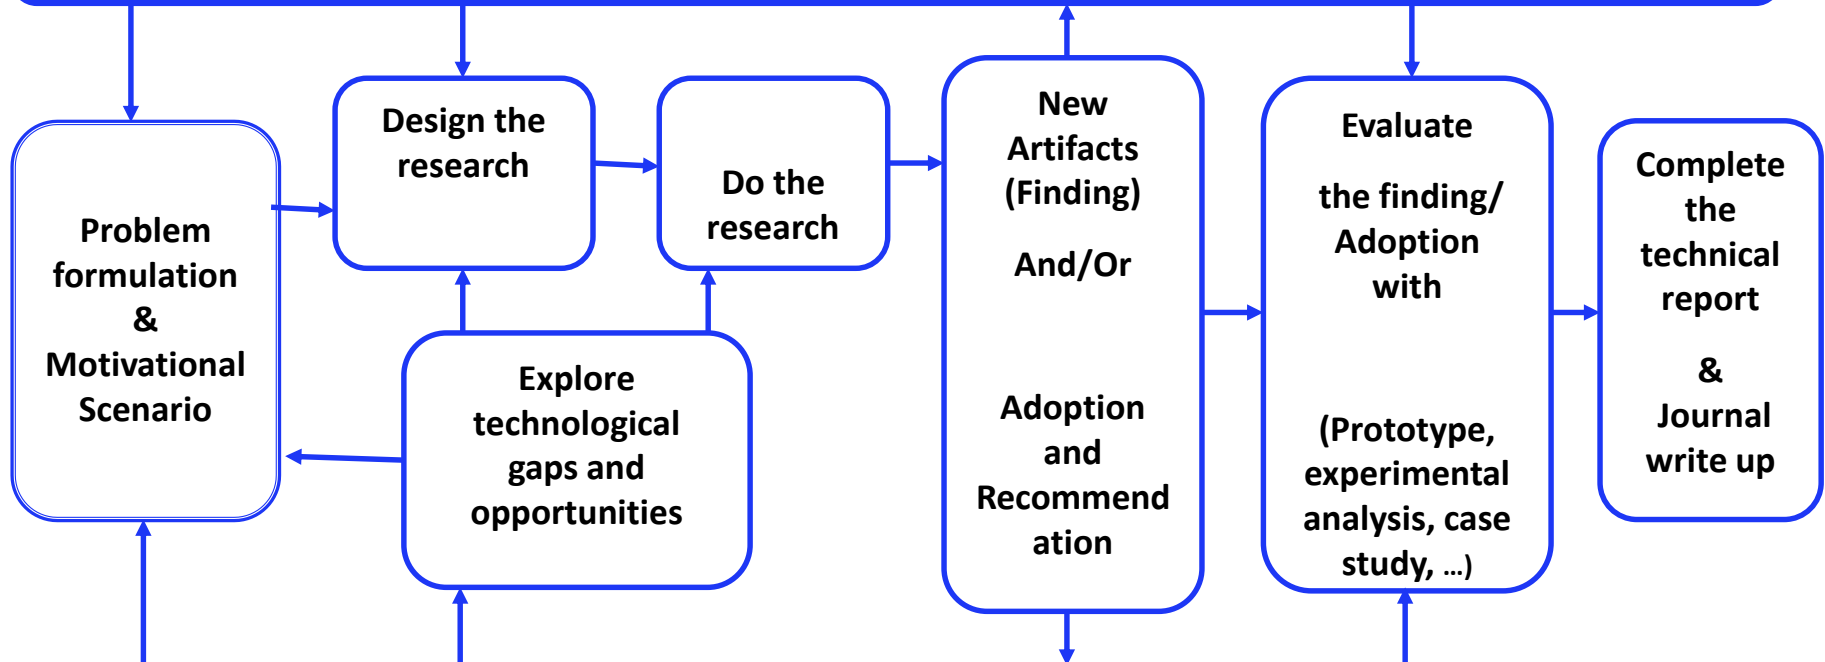 Problem
formulation
&
Motivational
Scenario
Design the
research
Do the
research
Explore
technological
gaps and
opportunities
New
Artifacts
(Finding)
And/Or
Adoption
and
Recommend
ation
Evaluate
the finding/
Adoption
with
(Prototype,
experimental
analysis, case
study, ...)
Complete
the
technical
report
&
Journal
write up